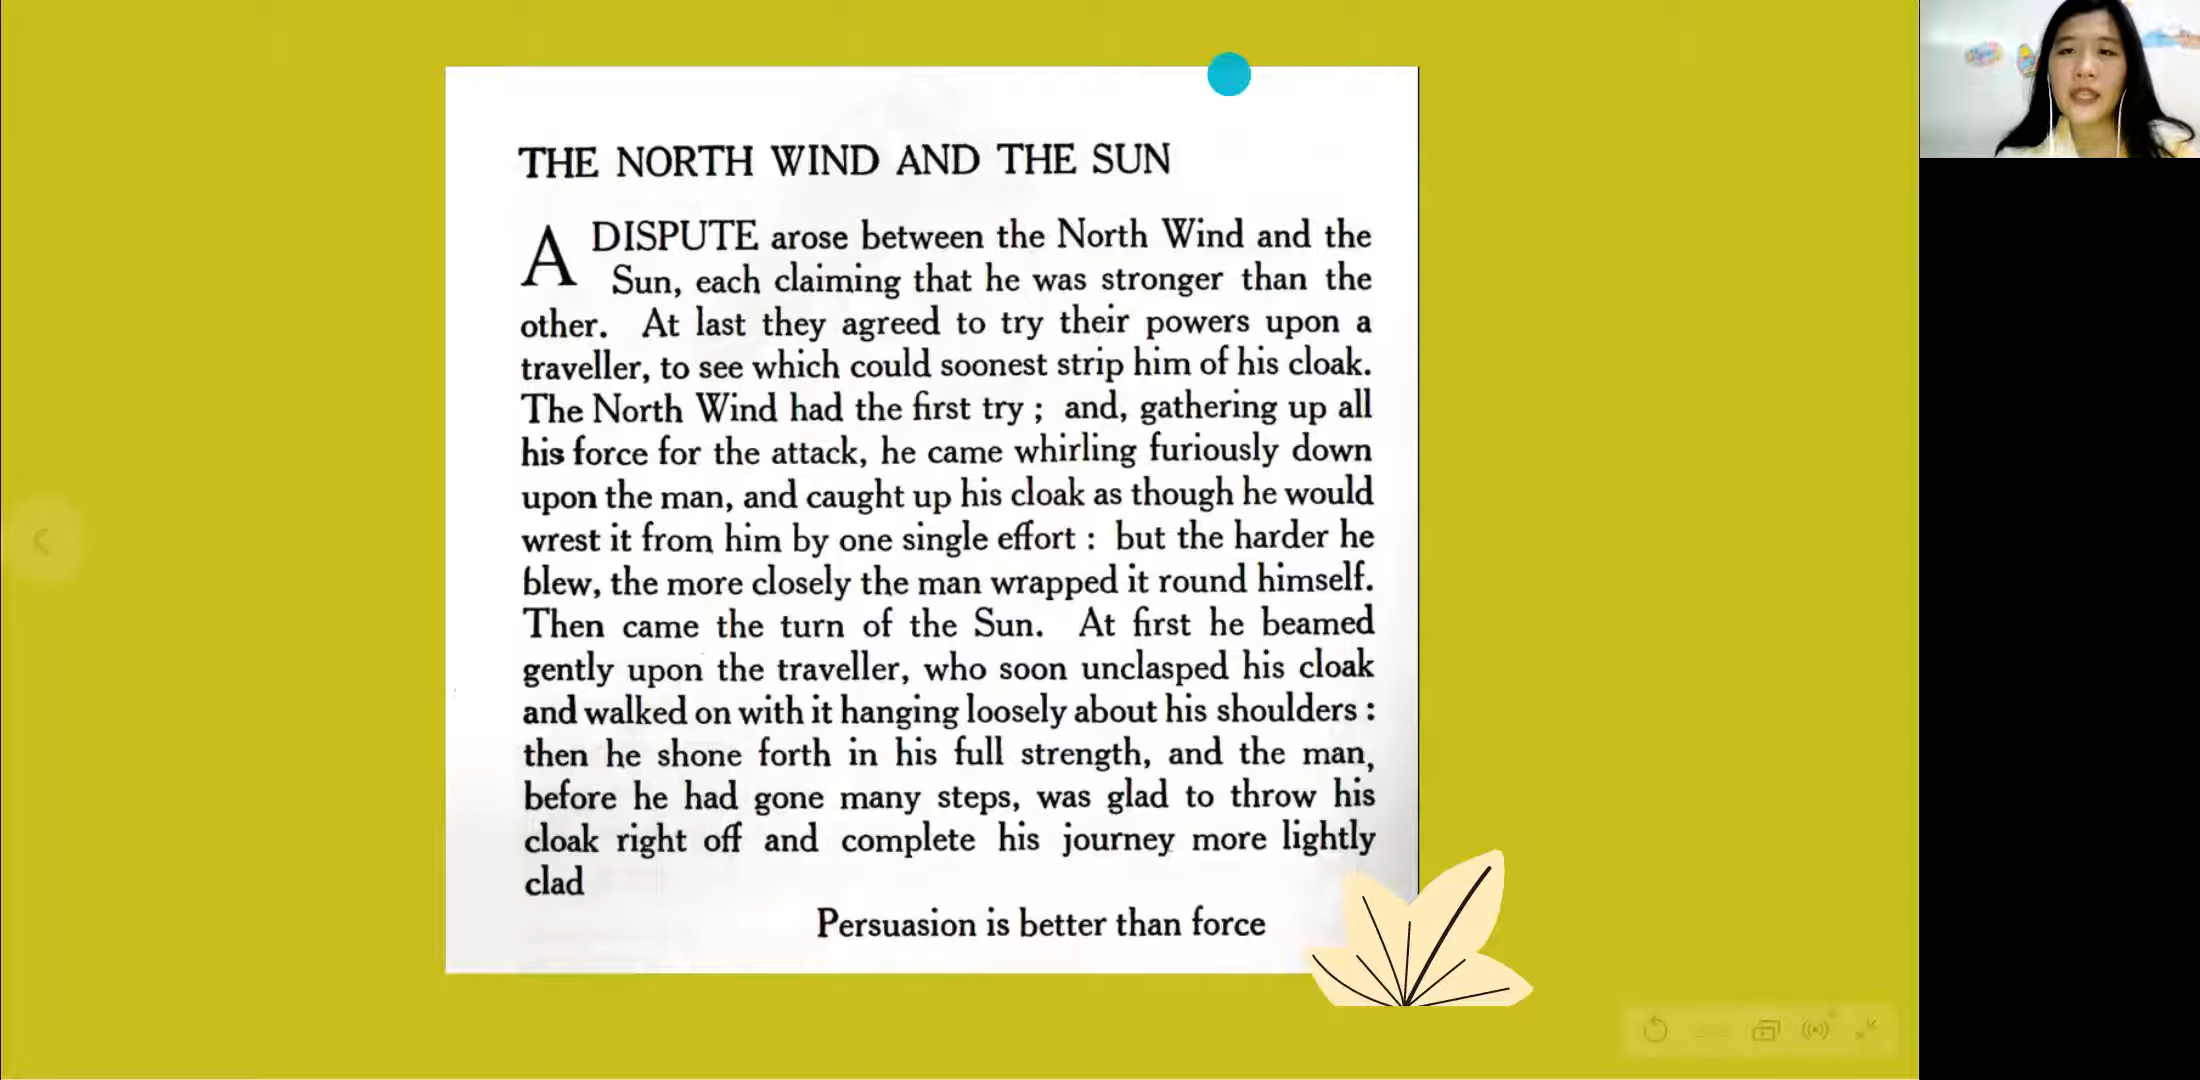 THE NORTH WIND AND THE SUN
A DISPUTE arose between the North Wind and the
Sun, each claiming that he was stronger than the
other. At last they agreed to try their powers upon a
traveller, to see which could soonest strip him of his cloak.
The North Wind had the first try ; and, gathering up all
his force for the attack, he came whirling furiously down
upon the man, and caught up his cloak as though he would
wrest it from him by one single effort : but the harder he
blew, the more closely the man wrapped it round himself.
Then came the turn of the Sun. At first he beamed
gently upon the traveller, who soon unclasped his cloak
and walked on with it hanging loosely about his shoulders :
then he shone forth in his full strength, and the man,
before he had gone many steps, was glad to throw his
cloak right off and complete his journey more lightly
clad
Persuasion is better than force